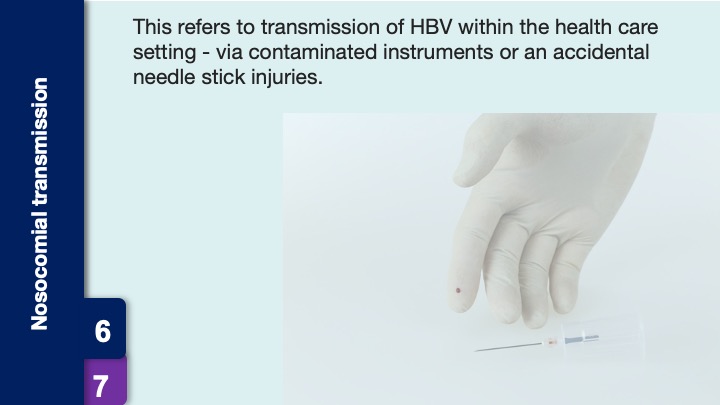 This refers to transmission of HBV within the health care
setting - via contaminated instruments or an accidental
needle stick injuries.
Nosocomial transmission
6
7